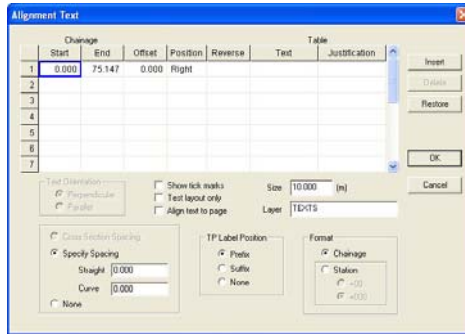 Alignment Text
Chainage Table
Start End Offset Position Reverse Text Justification
1 0.000 75.147 0.000 Right
2
3
4
5
6
7
Insert
Delete
Restore
OK
Cancel
Text Orientation
Perpendicular
Parallel
Show tick marks
Test layout only
Align text to page
Size 10.000 (m)
Layer TEXTS
Cross Section Spacing
Specify Spacing
Straight 0.000
Curve 0.000
None
TP Label Position
Prefix
Suffix
None
Format
Chainage
Station
+00
+000